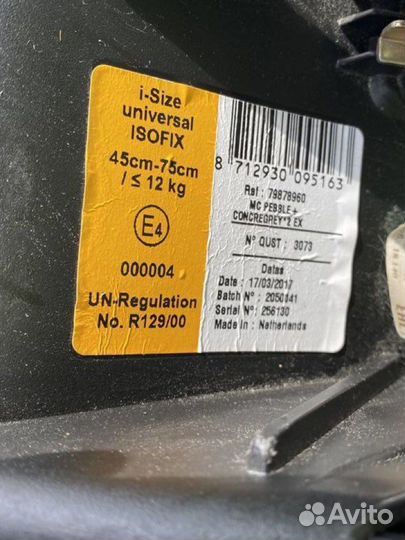 i-Size
universal
ISOFIX
45cm-75cm
/ ≤ 12 kg
E4
000004
UN-Regulation
No. R129/00
8 712930 095163
Ref : 79878960
MC PEBBLE +
CONCREGREY*2 EX
N° QUST : 3073
Datas
Date : 17/03/2017
Batch N° : 2050141
Serial N°: 256130
Made in : Netherlands
Avito